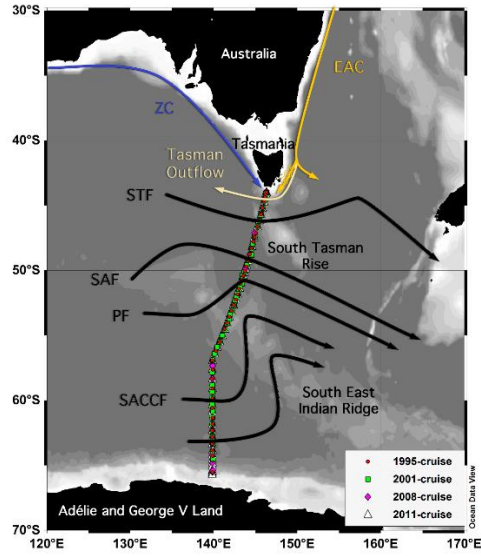 30°S
Australia
EAC
ZC
40°S
Tasmania
Tasman
Outflow
STF
South Tasman
Rise
50°S
SAF
PF
60°S
SACCF
South East
Indian Ridge
1995-cruise
2001-cruise
2008-cruise
2011-cruise
Ocean Data View
Adélie and George V Land
70°S
120°E
130°E
140°E
150°E
160°E
170°E